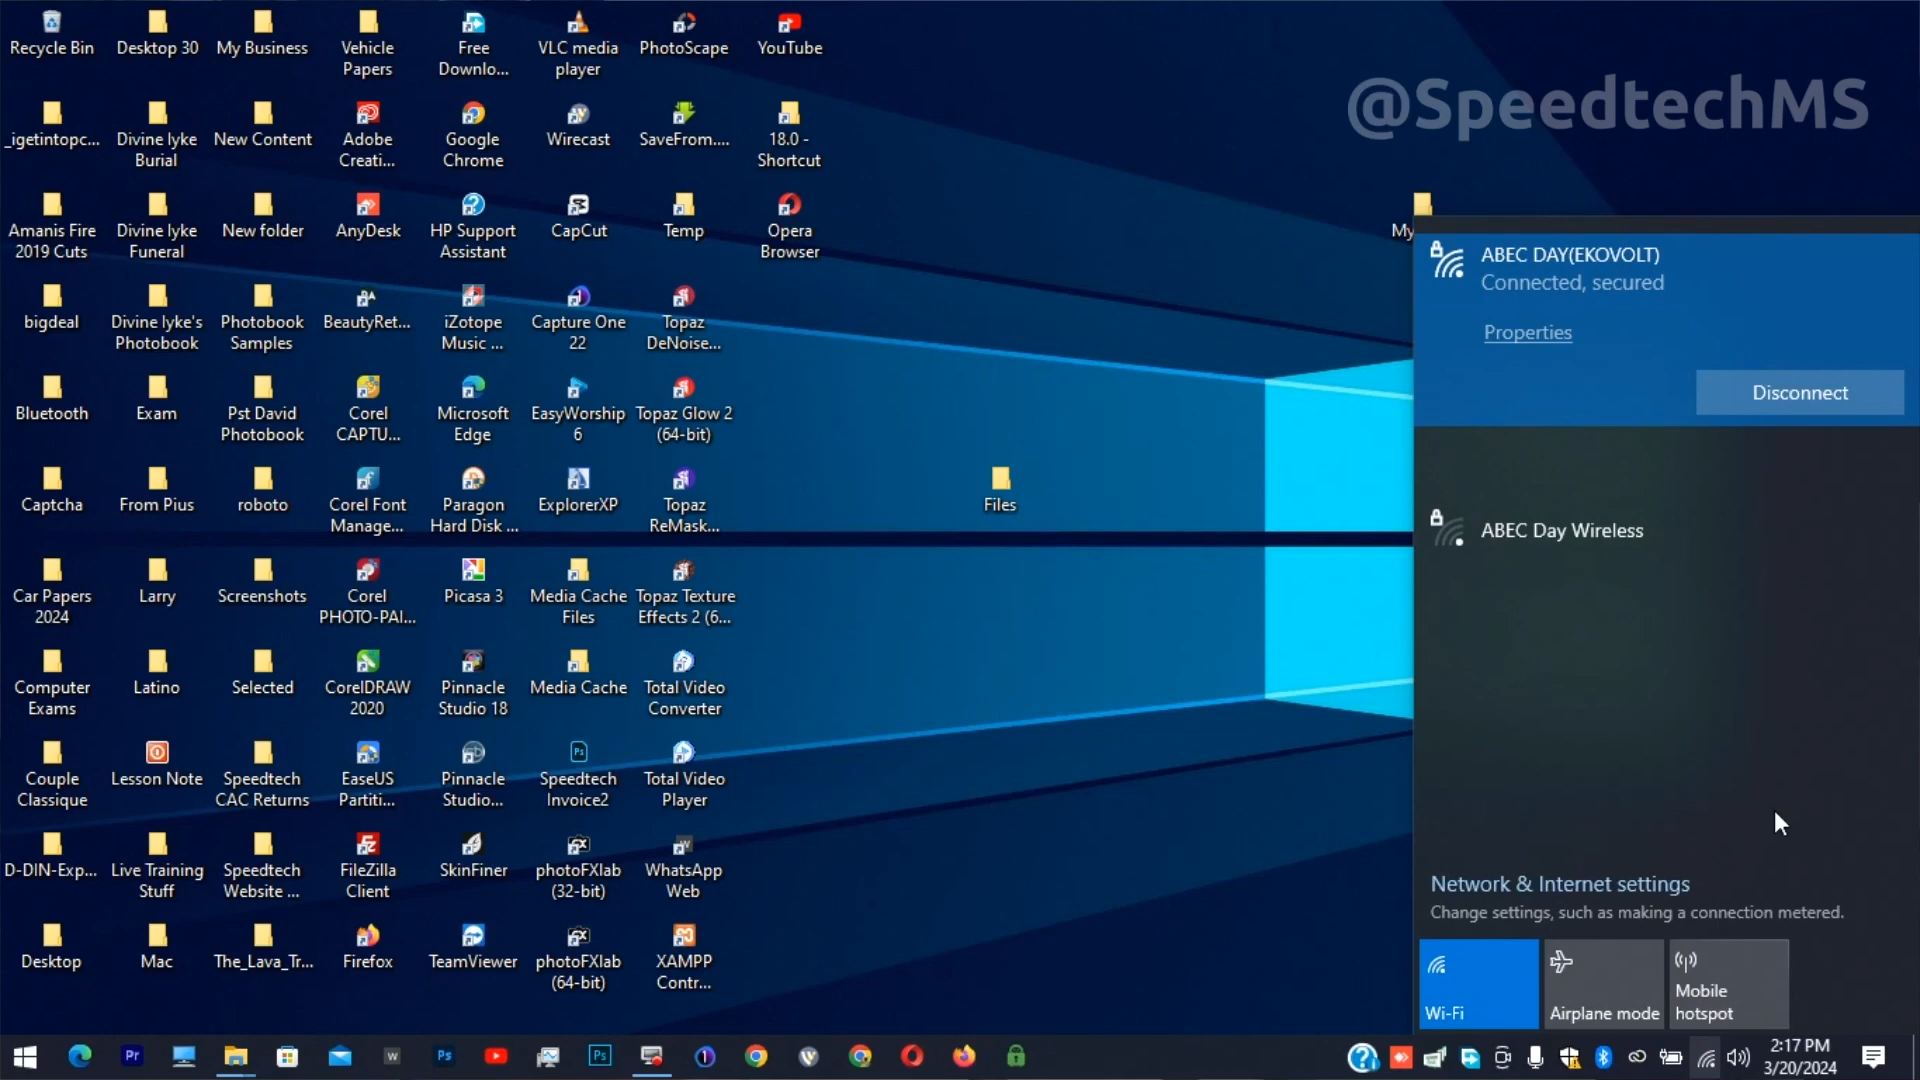 @SpeedtechMS
Recycle Bin
Desktop 30
My Business
Vehicle
Papers
Free
Downlo...
VLC media
player
PhotoScape
YouTube
_igetintopc...
Divine Iyke
Burial
New Content
Adobe
Creati...
Google
Chrome
Wirecast
SaveFrom....
18.0 -
Shortcut
Amanis Fire
2019 Cuts
Divine Iyke
Funeral
New folder
AnyDesk
HP Support
Assistant
CapCut
Temp
Opera
Browser
My
bigdeal
Divine Iyke's
Photobook
Photobook
Samples
BeautyRet...
iZotope
Music ...
Capture One
22
Topaz
DeNoise...
Bluetooth
Exam
Pst David
Photobook
Corel
CAPTU...
Microsoft
Edge
EasyWorship
6
Topaz Glow 2
(64-bit)
Captcha
From Pius
roboto
Corel Font
Manage...
Paragon
Hard Disk ...
ExplorerXP
Topaz
ReMask...
Files
Car Papers
2024
Larry
Screenshots
Corel
PHOTO-PAI...
Picasa 3
Media Cache
Files
Topaz Texture
Effects 2 (6...
Computer
Exams
Latino
Selected
CorelDRAW
2020
Pinnacle
Studio 18
Media Cache
Total Video
Converter
Couple
Classique
Lesson Note
Speedtech
CAC Returns
EaseUS
Partiti...
Pinnacle
Studio...
Speedtech
Invoice2
Total Video
Player
D-DIN-Exp...
Live Training
Stuff
Speedtech
Website ...
FileZilla
Client
SkinFiner
photoFXlab
(32-bit)
WhatsApp
Web
Desktop
Mac
The_Lava_Tr...
Firefox
TeamViewer
photoFXlab
(64-bit)
XAMPP
Contr...
ABEC DAY(EKOVOLT)
Connected, secured
Properties
Disconnect
ABEC Day Wireless
Network & Internet settings
Change settings, such as making a connection metered.
Wi-Fi
Airplane mode
Mobile
hotspot
2:17 PM
3/20/2024